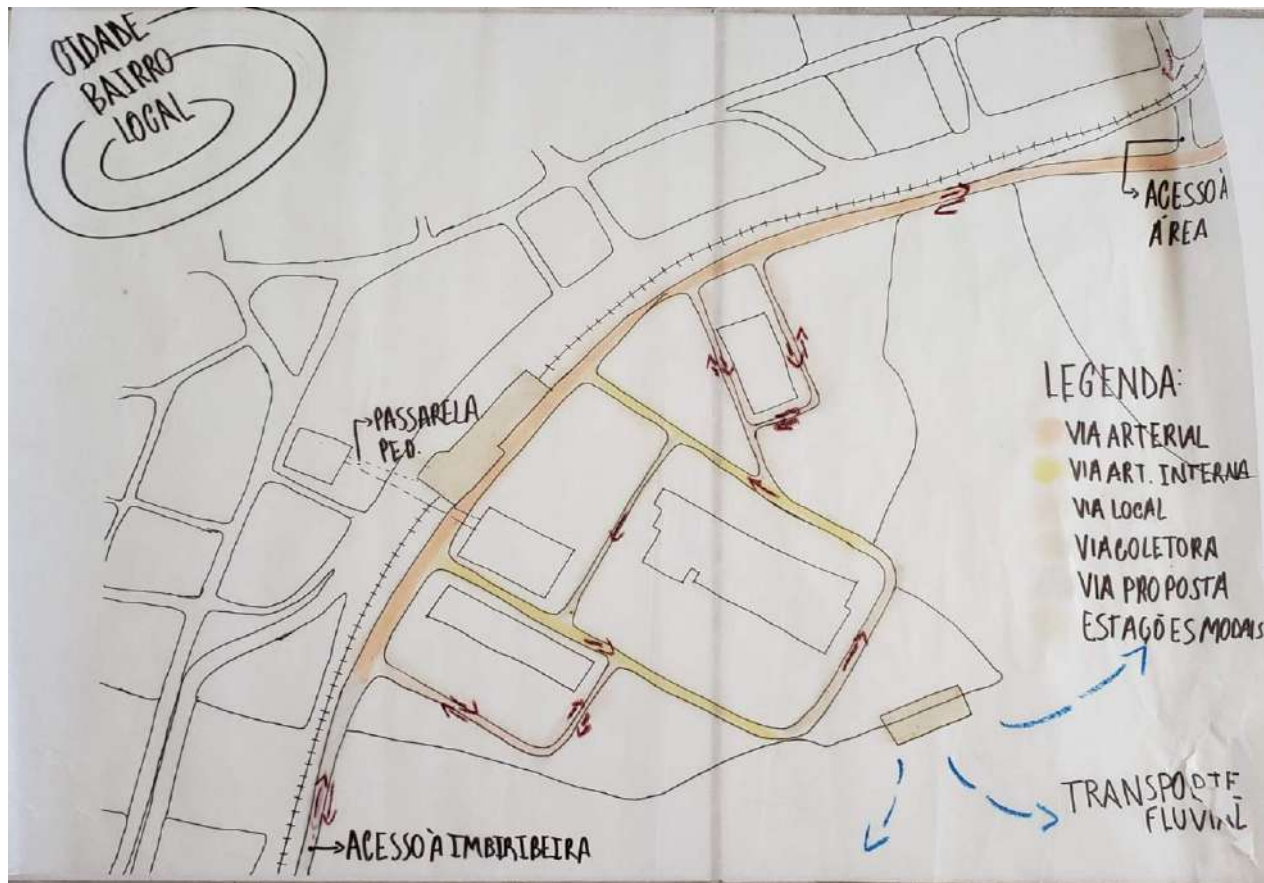 CIDADE
BAIRRO
LOCAL
ACESSO À
ÁREA
PASSARELA
PED.
LEGENDA:
VIA ARTERIAL
VIA ART. INTERNA
VIA LOCAL
VIA COLETORA
VIA PROPOSTA
ESTAÇÕES MODAIS
TRANSPORTE
FLUVIAL
ACESSO À IMBIRIBEIRA